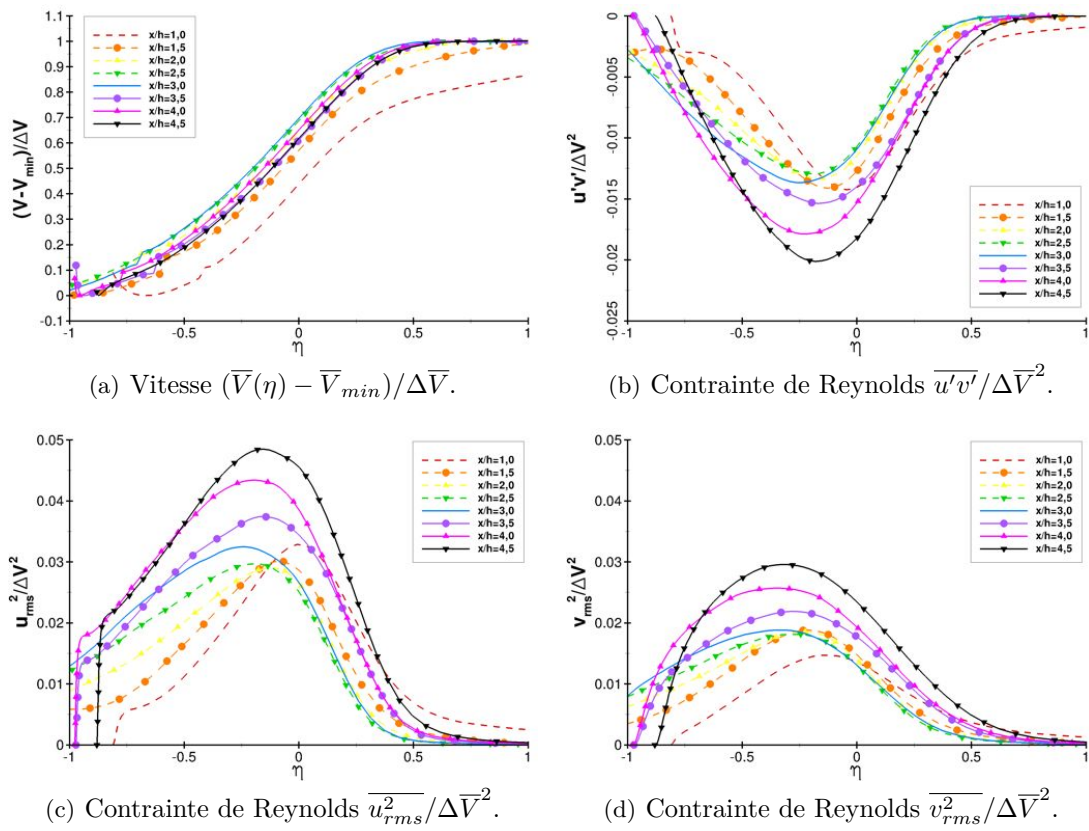 1.1
1
0.9
0.8
0.7
0.6
0.5
0.4
0.3
0.2
0.1
0
-0.1
(V-Vmin)/ΔV
x/h=1,0
x/h=1,5
x/h=2,0
x/h=2,5
x/h=3,0
x/h=3,5
x/h=4,0
x/h=4,5
-1 -0.5 0 0.5 1
η
(a) Vitesse (V̅(η) − V̅min)/ΔV̅.
0
-0.005
-0.01
-0.015
-0.02
-0.025
u'v'/ΔV²
x/h=1,0
x/h=1,5
x/h=2,0
x/h=2,5
x/h=3,0
x/h=3,5
x/h=4,0
x/h=4,5
-1 -0.5 0 0.5 1
η
(b) Contrainte de Reynolds u'v'/ΔV̅².
0.05
0.04
0.03
0.02
0.01
0
urms²/ΔV²
x/h=1,0
x/h=1,5
x/h=2,0
x/h=2,5
x/h=3,0
x/h=3,5
x/h=4,0
x/h=4,5
-1 -0.5 0 0.5 1
η
(c) Contrainte de Reynolds u²rms/ΔV̅².
0.05
0.04
0.03
0.02
0.01
0
vrms²/ΔV²
x/h=1,0
x/h=1,5
x/h=2,0
x/h=2,5
x/h=3,0
x/h=3,5
x/h=4,0
x/h=4,5
-1 -0.5 0 0.5 1
η
(d) Contrainte de Reynolds v²rms/ΔV̅².